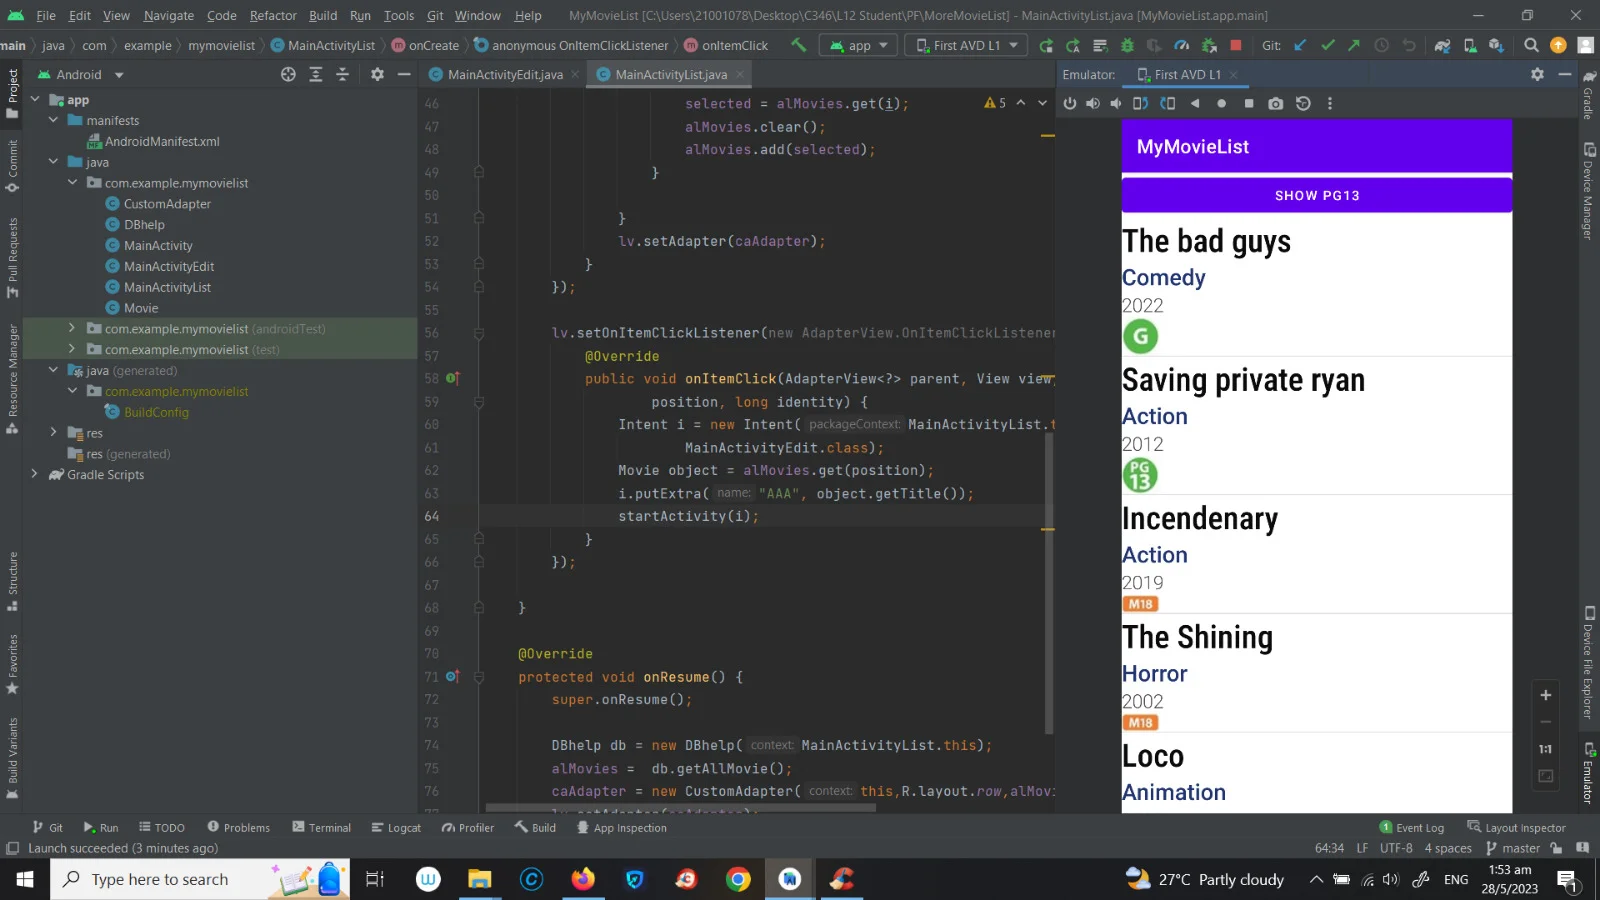 File Edit View Navigate Code Refactor Build Run Tools Git Window Help MyMovieList [C:\Users\21001078\Desktop\C346\L12 Student\PF\MoreMovieList] - MainActivityList.java [MyMovieList.app.main]
main java com example mymovielist MainActivityList onCreate anonymous OnItemClickListener onItemClick app First AVD L1 Git:
Android
MainActivityEdit.java MainActivityList.java
Emulator: First AVD L1
Project
Commit
Pull Requests
Resource Manager
Structure
Favorites
Build Variants
app
manifests
AndroidManifest.xml
java
com.example.mymovielist
CustomAdapter
DBhelp
MainActivity
MainActivityEdit
MainActivityList
Movie
com.example.mymovielist (androidTest)
com.example.mymovielist (test)
java (generated)
com.example.mymovielist
BuildConfig
res
res (generated)
Gradle Scripts
5
46 selected = alMovies.get(i);
47 alMovies.clear();
48 alMovies.add(selected);
49 }
50
51 }
52 lv.setAdapter(caAdapter);
53 }
54 });
55
56 lv.setOnItemClickListener(new AdapterView.OnItemClickListener
57 @Override
58 public void onItemClick(AdapterView<?> parent, View view,
59 position, long identity) {
60 Intent i = new Intent( packageContext: MainActivityList.t
61 MainActivityEdit.class);
62 Movie object = alMovies.get(position);
63 i.putExtra( name: "AAA", object.getTitle());
64 startActivity(i);
65 }
66 });
67
68 }
69
70 @Override
71 protected void onResume() {
72 super.onResume();
73
74 DBhelp db = new DBhelp( context: MainActivityList.this);
75 alMovies = db.getAllMovie();
76 caAdapter = new CustomAdapter( context: this,R.layout.row,alMovi
MyMovieList
SHOW PG13
The bad guys
Comedy
2022
G
Saving private ryan
Action
2012
PG
13
Incendenary
Action
2019
M18
The Shining
Horror
2002
M18
Loco
Animation
1:1
Gradle
Device Manager
Device File Explorer
Emulator
Git Run TODO Problems Terminal Logcat Profiler Build App Inspection 1 Event Log Layout Inspector
Launch succeeded (3 minutes ago) 64:34 LF UTF-8 4 spaces master
Type here to search 27°C Partly cloudy ENG 1:53 am
28/5/2023
1